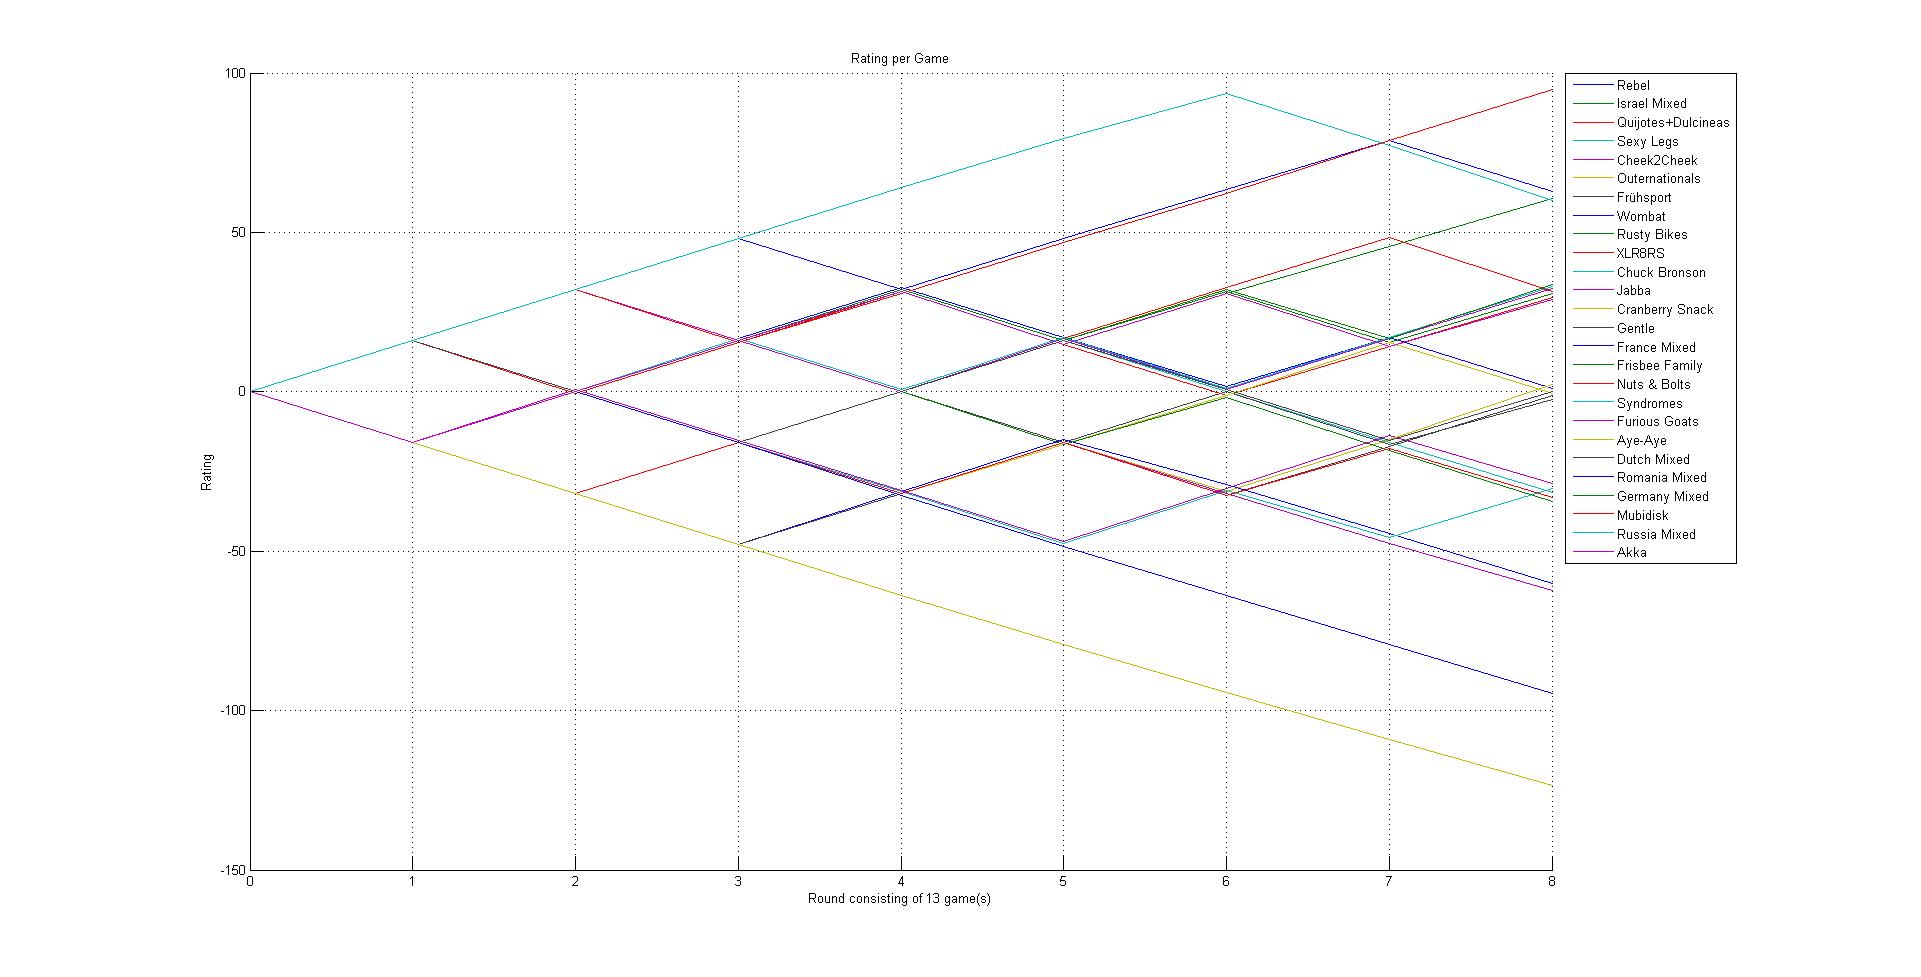 Rating per Game
100
50
0
-50
-100
-150
Rating
0 1 2 3 4 5 6 7 8
Round consisting of 13 game(s)
Rebel
Israel Mixed
Quijotes+Dulcineas
Sexy Legs
Cheek2Cheek
Outernationals
Frühsport
Wombat
Rusty Bikes
XLR8RS
Chuck Bronson
Jabba
Cranberry Snack
Gentle
France Mixed
Frisbee Family
Nuts & Bolts
Syndromes
Furious Goats
Aye-Aye
Dutch Mixed
Romania Mixed
Germany Mixed
Mubidisk
Russia Mixed
Akka